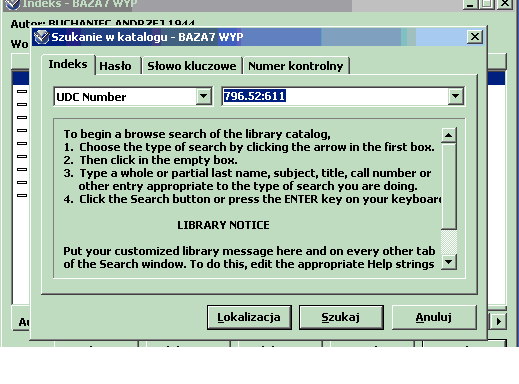 Indeks - BAZA7 WYP
Autor: BUCHANIEC ANDRZEJ 1944
Wo
Szukanie w katalogu - BAZA7 WYP
Indeks Hasło Słowo kluczowe Numer kontrolny
UDC Number 796.52:611
To begin a browse search of the library catalog,
1. Choose the type of search by clicking the arrow in the first box.
2. Then click in the empty box.
3. Type a whole or partial last name, subject, title, call number or
other entry appropriate to the type of search you are doing.
4. Click the Search button or press the ENTER key on your keyboar
LIBRARY NOTICE
Put your customized library message here and on every other tab
of the Search window. To do this, edit the appropriate Help strings
Lokalizacja Szukaj Anuluj